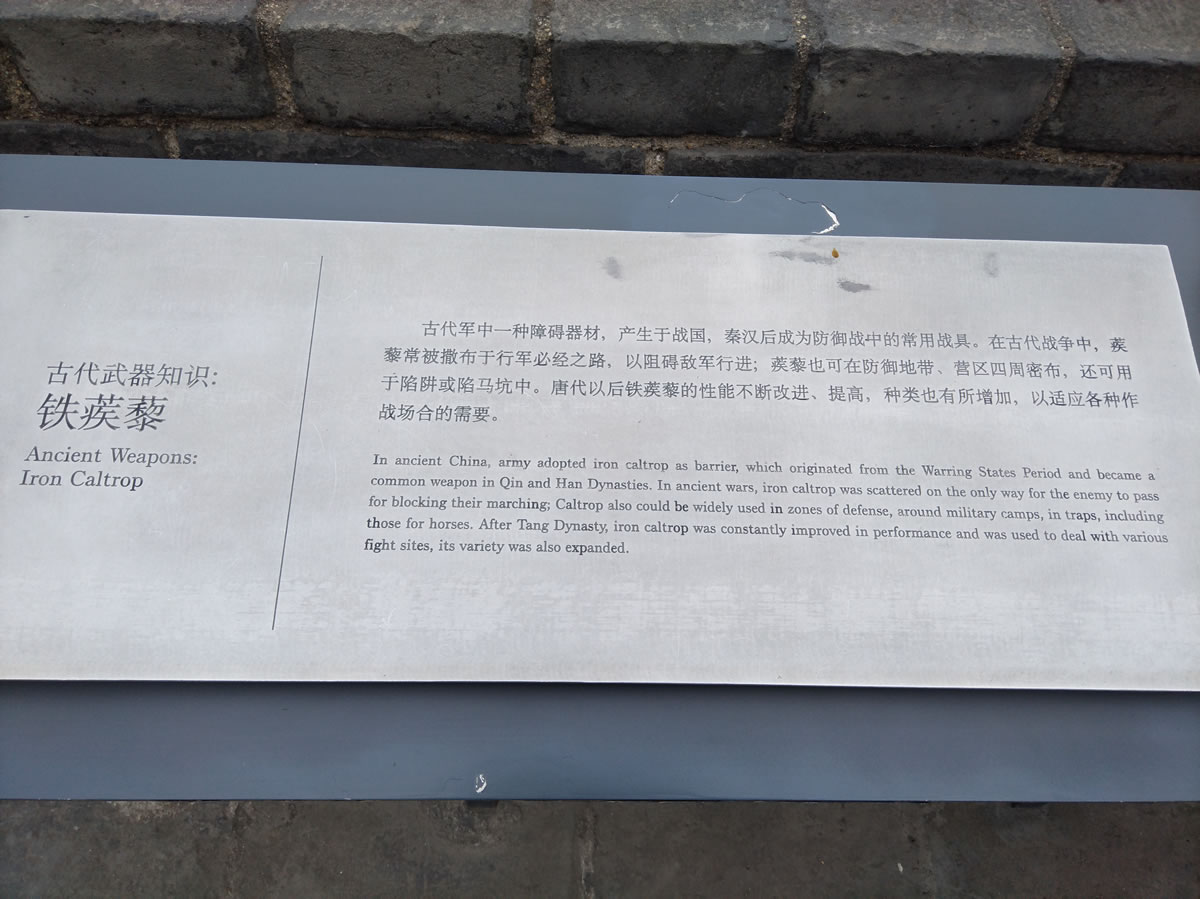 古代武器知识:
铁蒺藜
Ancient Weapons:
Iron Caltrop
古代军中一种障碍器材，产生于战国，秦汉后成为防御战中的常用战具。在古代战争中，蒺
藜常被撒布于行军必经之路，以阻碍敌军行进；蒺藜也可在防御地带、营区四周密布，还可用
于陷阱或陷马坑中。唐代以后铁蒺藜的性能不断改进、提高，种类也有所增加，以适应各种作
战场合的需要。
In ancient China, army adopted iron caltrop as barrier, which originated from the Warring States Period and became a
common weapon in Qin and Han Dynasties. In ancient wars, iron caltrop was scattered on the only way for the enemy to pass
for blocking their marching; Caltrop also could be widely used in zones of defense, around military camps, in traps, including
those for horses. After Tang Dynasty, iron caltrop was constantly improved in performance and was used to deal with various
fight sites, its variety was also expanded.